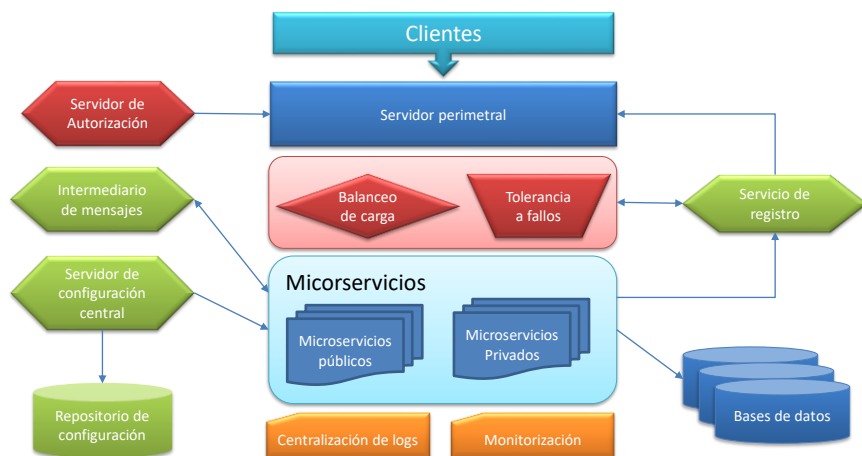 Clientes
Servidor de
Autorización
Servidor perimetral
Intermediario
de mensajes
Balanceo
de carga
Tolerancia
a fallos
Servicio de
registro
Servidor de
configuración
central
Micorservicios
Microservicios
públicos
Microservicios
Privados
Repositorio de
configuración
Centralización de logs
Monitorización
Bases de datos